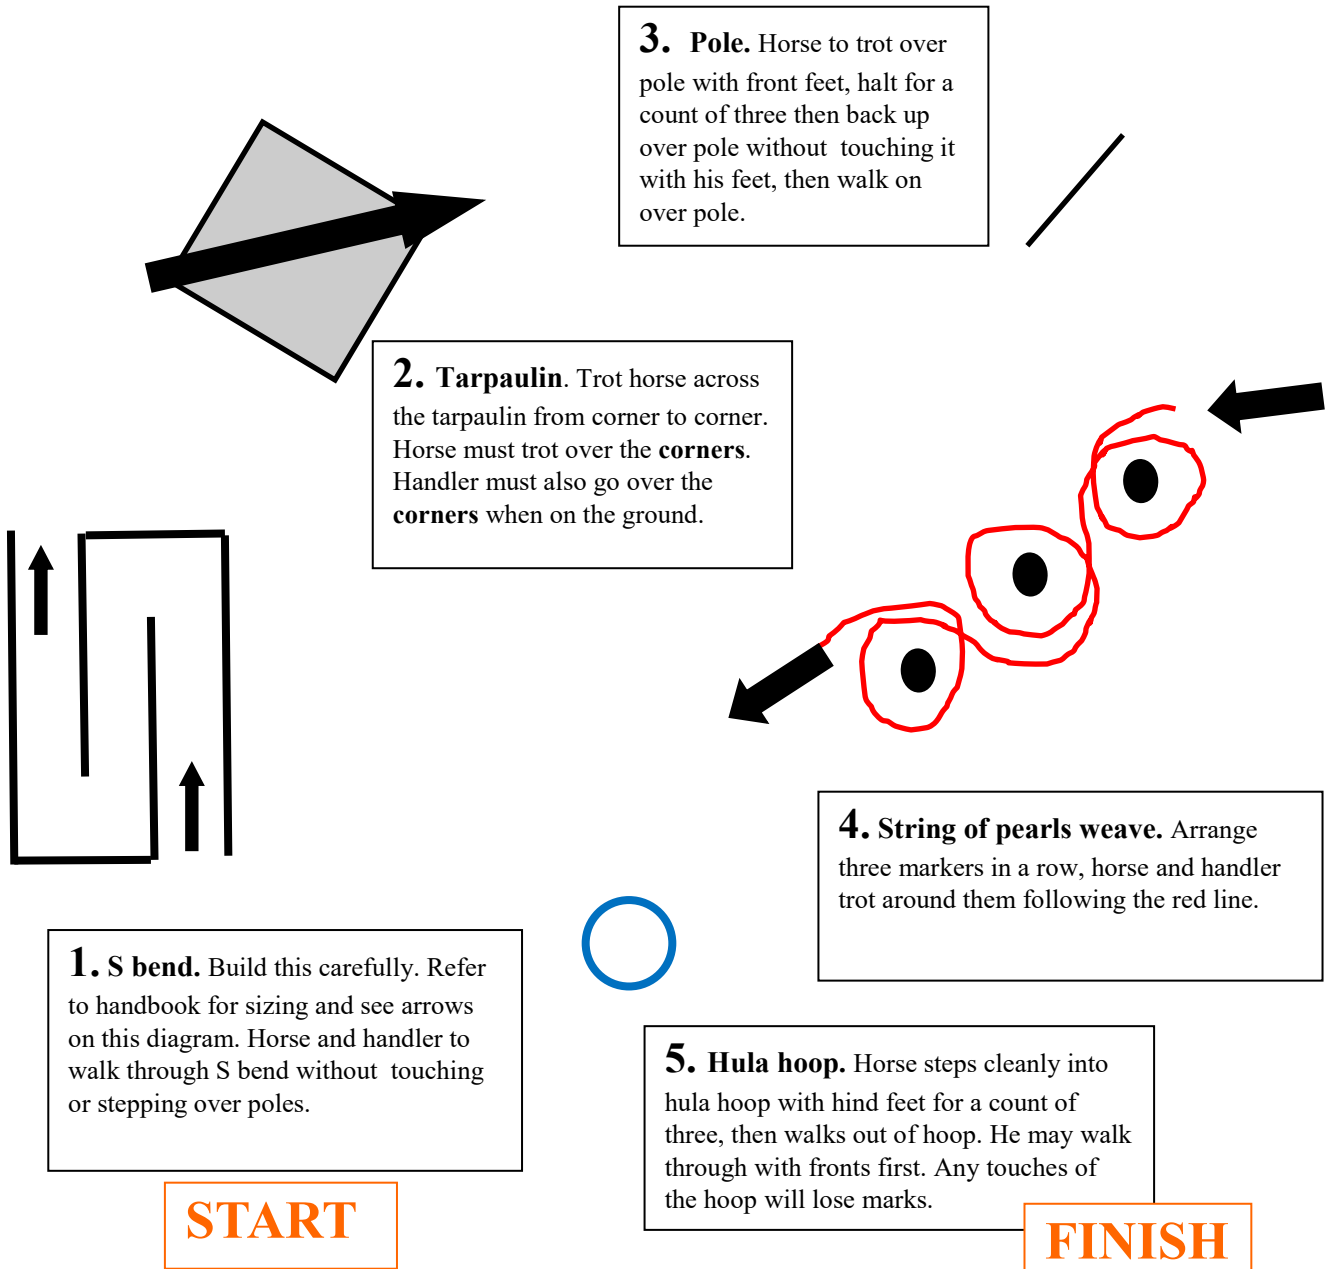 3. Pole. Horse to trot over
pole with front feet, halt for a
count of three then back up
over pole without  touching it
with his feet, then walk on
over pole.
2. Tarpaulin. Trot horse across
the tarpaulin from corner to corner.
Horse must trot over the corners.
Handler must also go over the
corners when on the ground.
4. String of pearls weave. Arrange
three markers in a row, horse and handler
trot around them following the red line.
1. S bend. Build this carefully. Refer
to handbook for sizing and see arrows
on this diagram. Horse and handler to
walk through S bend without  touching
or stepping over poles.
5. Hula hoop. Horse steps cleanly into
hula hoop with hind feet for a count of
three, then walks out of hoop. He may walk
through with fronts first. Any touches of
the hoop will lose marks.
START
FINISH